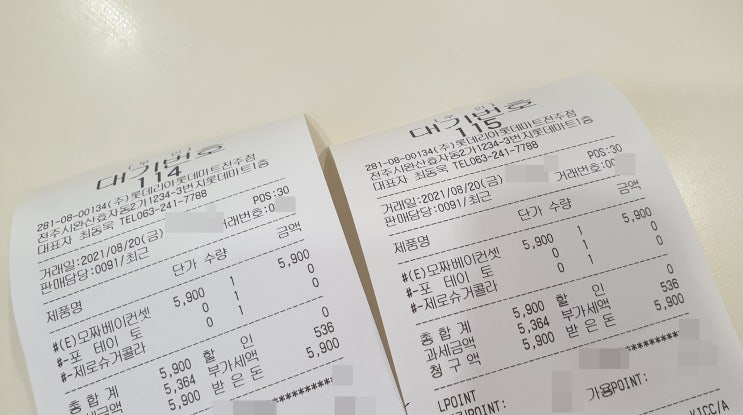 대기번호
114
281-08-00134(주)롯데리아롯데마트전주점
전주시완산효자동2가1234-3번지롯데마트1층
대표자 최동욱 TEL063-241-7788
거래일:2021/08/20(금)
POS:30
판매담당:0091/최근
거래번호:0
제품명 단가 수량 금액
#(E)모짜베이컨셋 5,900 1 5,900
#-포 테이 토 0 1 0
#-제로슈거콜라 0 1 0
총 합 계 5,900 할 인 0
과세금액 5,364 부가세액 536
5,900 받 은 돈 5,900
대기번호
115
281-08-00134(주)롯데리아롯데마트전주점
전주시완산효자동2가1234-3번지롯데마트1층
대표자 최동욱 TEL063-241-7788
거래일:2021/08/20(금)
POS:30
판매담당:0091/최근
거래번호:0
제품명 단가 수량 금액
#(E)모짜베이컨셋 5,900 1 5,900
#-포 테이 토 0 1 0
#-제로슈거콜라 0 1 0
총 합 계 5,900 할 인 0
과세금액 5,364 부가세액 536
청 구 액 5,900 받 은 돈 5,900
LPOINT
가용POINT: